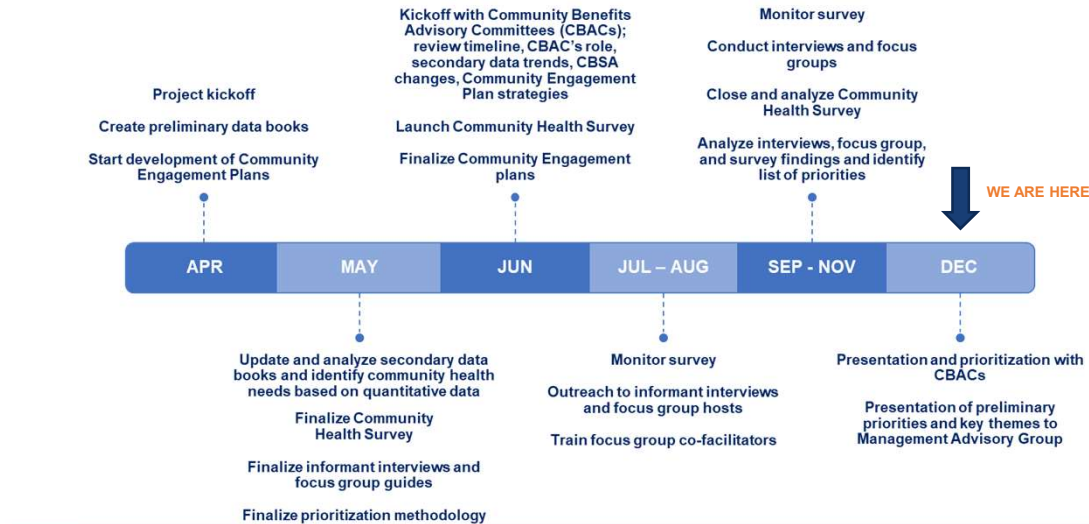 Project kickoff
Create preliminary data books
Start development of Community
Engagement Plans
Kickoff with Community Benefits
Advisory Committees (CBACs);
review timeline, CBAC's role,
secondary data trends, CBSA
changes, Community Engagement
Plan strategies
Launch Community Health Survey
Finalize Community Engagement
plans
Monitor survey
Conduct interviews and focus
groups
Close and analyze Community
Health Survey
Analyze interviews, focus group,
and survey findings and identify
list of priorities
WE ARE HERE
APR
MAY
JUN
JUL – AUG
SEP - NOV
DEC
Update and analyze secondary data
books and identify community health
needs based on quantitative data
Finalize Community
Health Survey
Finalize informant interviews and
focus group guides
Finalize prioritization methodology
Monitor survey
Outreach to informant interviews
and focus group hosts
Train focus group co-facilitators
Presentation and prioritization with
CBACs
Presentation of preliminary
priorities and key themes to
Management Advisory Group